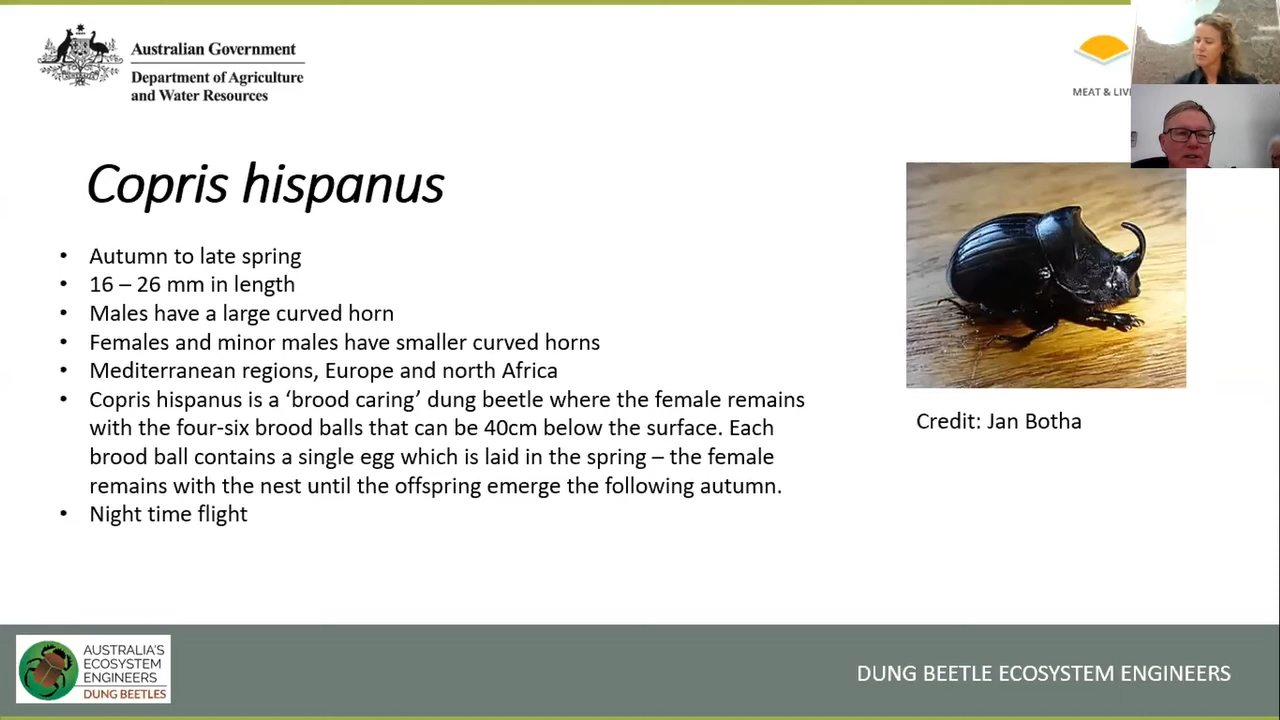 Australian Government
Department of Agriculture
and Water Resources
MEAT &
Copris hispanus
• Autumn to late spring
• 16 – 26 mm in length
• Males have a large curved horn
• Females and minor males have smaller curved horns
• Mediterranean regions, Europe and north Africa
• Copris hispanus is a ‘brood caring’ dung beetle where the female remains
with the four-six brood balls that can be 40cm below the surface. Each
brood ball contains a single egg which is laid in the spring – the female
remains with the nest until the offspring emerge the following autumn.
• Night time flight
Credit: Jan Botha
AUSTRALIA'S
ECOSYSTEM
ENGINEERS
DUNG BEETLES
DUNG BEETLE ECOSYSTEM ENGINEERS